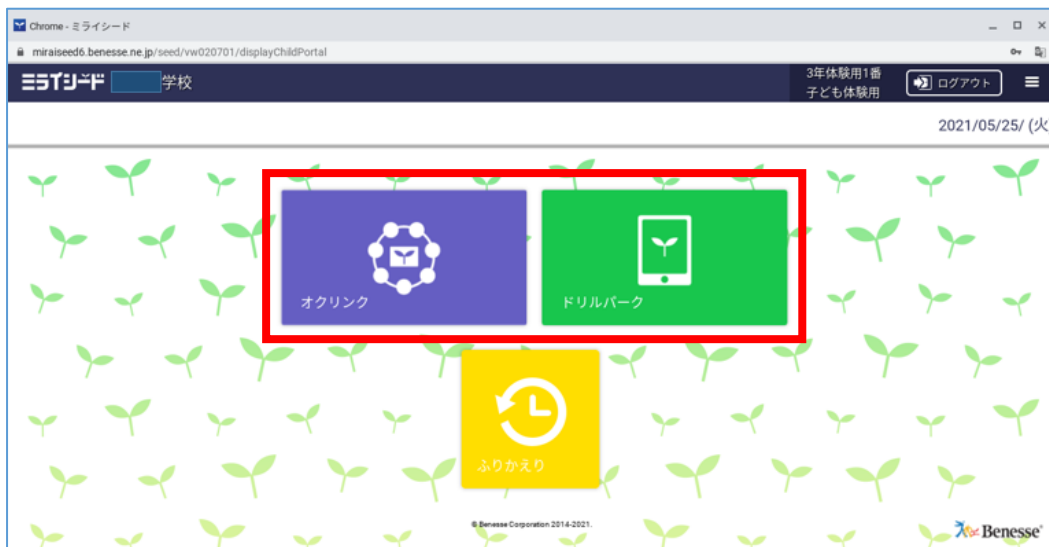 Chrome - ミライシード
miraiseed6.benesse.ne.jp/seed/vw020701/displayChildPortal
ミライシード 学校
3年体験用1番
子ども体験用
ログアウト
2021/05/25/ (火
オクリンク
ドリルパーク
ふりかえり
© Benesse Corporation 2014-2021.
Benesse